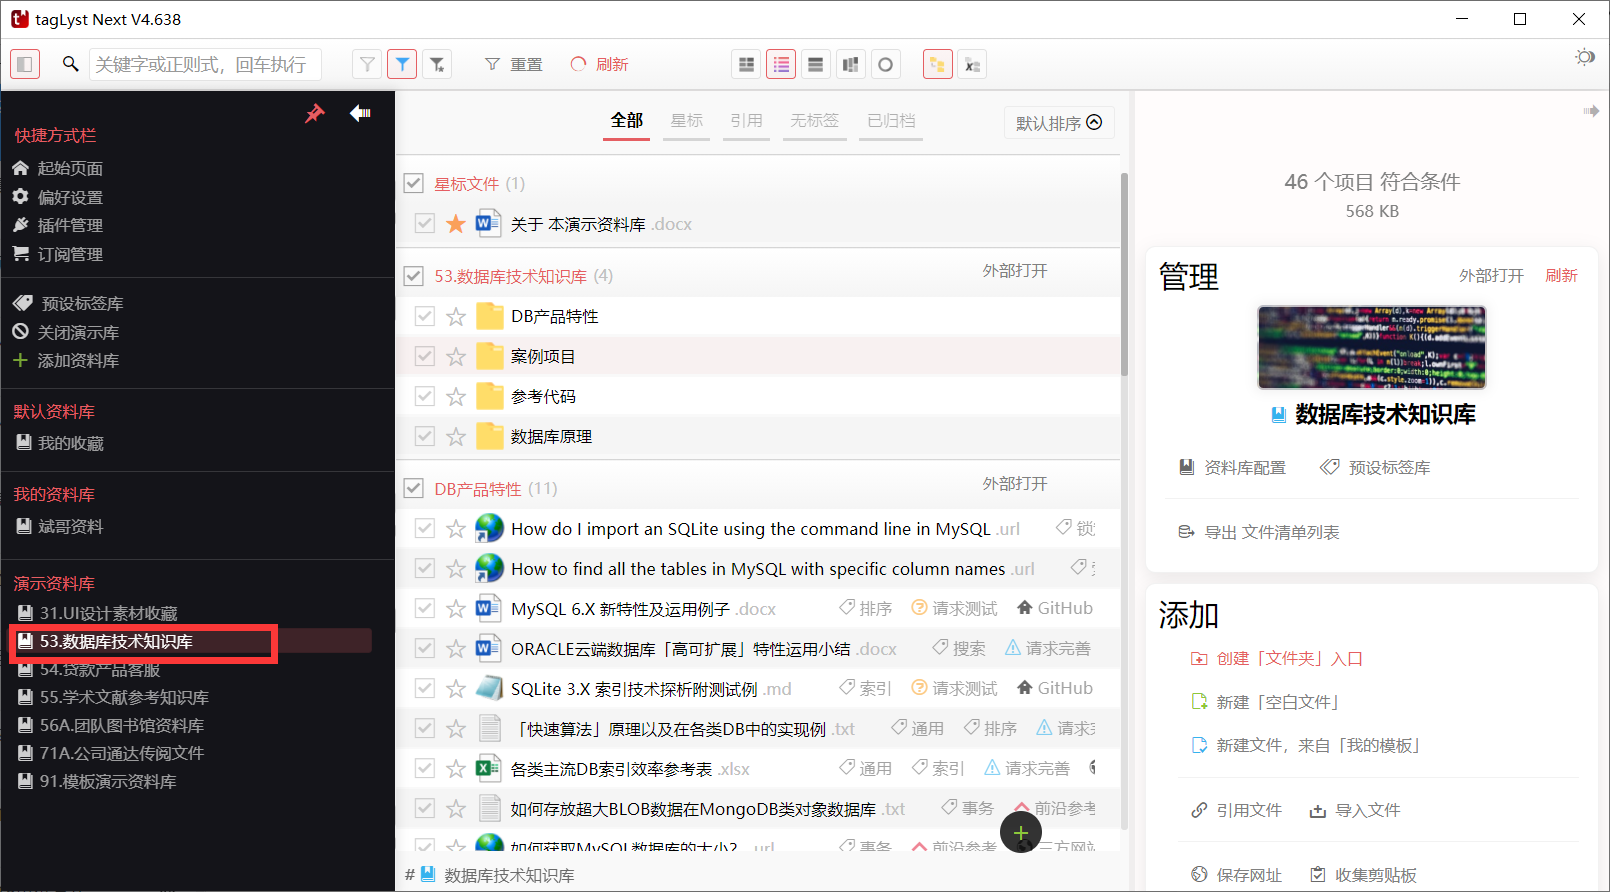 tagLyst Next V4.638
关键字或正则式，回车执行
重置
刷新
快捷方式栏
起始页面
偏好设置
插件管理
订阅管理
预设标签库
关闭演示库
添加资料库
默认资料库
我的收藏
我的资料库
斌哥资料
演示资料库
31.UI设计素材收藏
53.数据库技术知识库
54.贷款产品客服
55.学术文献参考知识库
56A.团队图书馆资料库
71A.公司通达传阅文件
91.模板演示资料库
全部 星标 引用 无标签 已归档
默认排序
星标文件 (1)
关于 本演示资料库 .docx
53.数据库技术知识库 (4) 外部打开
DB产品特性
案例项目
参考代码
数据库原理
DB产品特性 (11) 外部打开
How do I import an SQLite using the command line in MySQL .url
How to find all the tables in MySQL with specific column names .url
MySQL 6.X 新特性及运用例子 .docx 排序 请求测试 GitHub
ORACLE云端数据库「高可扩展」特性运用小结 .docx 搜索 请求完善
SQLite 3.X 索引技术探析附测试例 .md 索引 请求测试 GitHub
「快速算法」原理以及在各类DB中的实现例 .txt 通用 排序 请求
各类主流DB索引效率参考表 .xlsx 通用 索引 请求完善
如何存放超大BLOB数据在MongoDB类对象数据库 .txt 事务 前沿参考
如何获取MySQL数据库的大小? .url 事务 前沿参考 三方网站
# 数据库技术知识库
46 个项目 符合条件
568 KB
管理 外部打开 刷新
数据库技术知识库
资料库配置 预设标签库
导出 文件清单列表
添加
创建「文件夹」入口
新建「空白文件」
新建文件，来自「我的模板」
引用文件 导入文件
保存网址 收集剪贴板